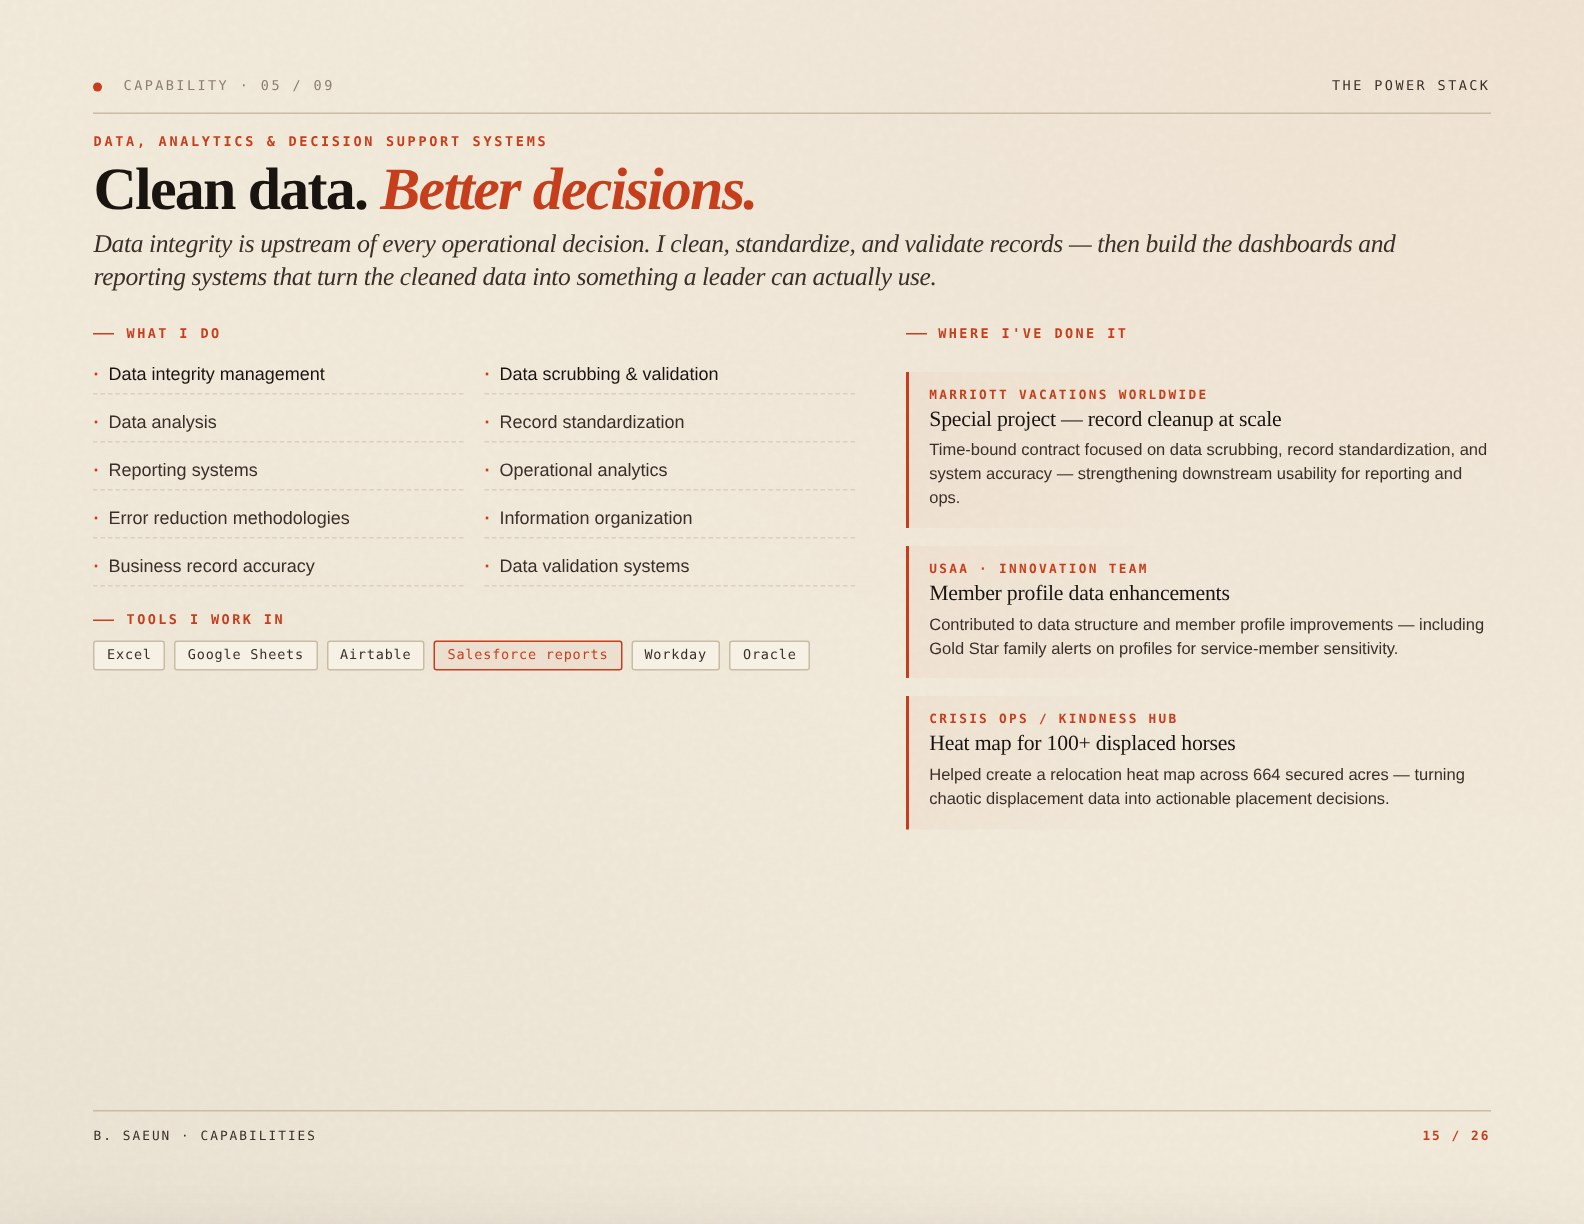 CAPABILITY · 05 / 09
THE POWER STACK
DATA, ANALYTICS & DECISION SUPPORT SYSTEMS
Clean data. Better decisions.
Data integrity is upstream of every operational decision. I clean, standardize, and validate records — then build the dashboards and
reporting systems that turn the cleaned data into something a leader can actually use.
— WHAT I DO
· Data integrity management
· Data scrubbing & validation
· Data analysis
· Record standardization
· Reporting systems
· Operational analytics
· Error reduction methodologies
· Information organization
· Business record accuracy
· Data validation systems
— TOOLS I WORK IN
Excel
Google Sheets
Airtable
Salesforce reports
Workday
Oracle
— WHERE I'VE DONE IT
MARRIOTT VACATIONS WORLDWIDE
Special project — record cleanup at scale
Time-bound contract focused on data scrubbing, record standardization, and
system accuracy — strengthening downstream usability for reporting and
ops.
USAA · INNOVATION TEAM
Member profile data enhancements
Contributed to data structure and member profile improvements — including
Gold Star family alerts on profiles for service-member sensitivity.
CRISIS OPS / KINDNESS HUB
Heat map for 100+ displaced horses
Helped create a relocation heat map across 664 secured acres — turning
chaotic displacement data into actionable placement decisions.
B. SAEUN · CAPABILITIES
15 / 26